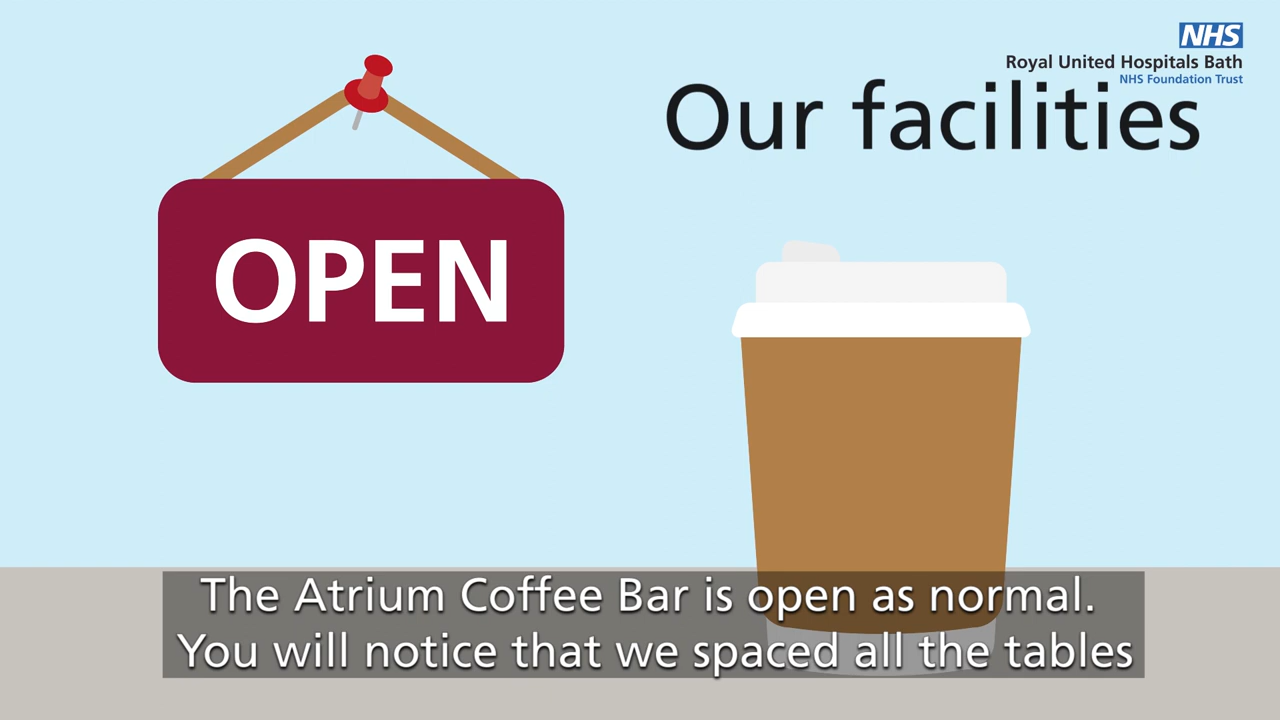 NHS
Royal United Hospitals Bath
NHS Foundation Trust
Our facilities
OPEN
The Atrium Coffee Bar is open as normal.
You will notice that we spaced all the tables